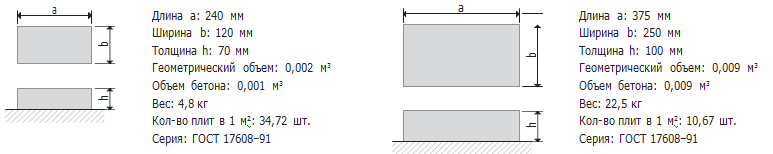 a
b
h
Длина a: 240 мм
Ширина b: 120 мм
Толщина h: 70 мм
Геометрический объем: 0,002 м³
Объем бетона: 0,001 м³
Вес: 4,8 кг
Кол-во плит в 1 м²: 34,72 шт.
Серия: ГОСТ 17608-91
a
b
h
Длина a: 375 мм
Ширина b: 250 мм
Толщина h: 100 мм
Геометрический объем: 0,009 м³
Объем бетона: 0,009 м³
Вес: 22,5 кг
Кол-во плит в 1 м²: 10,67 шт.
Серия: ГОСТ 17608-91